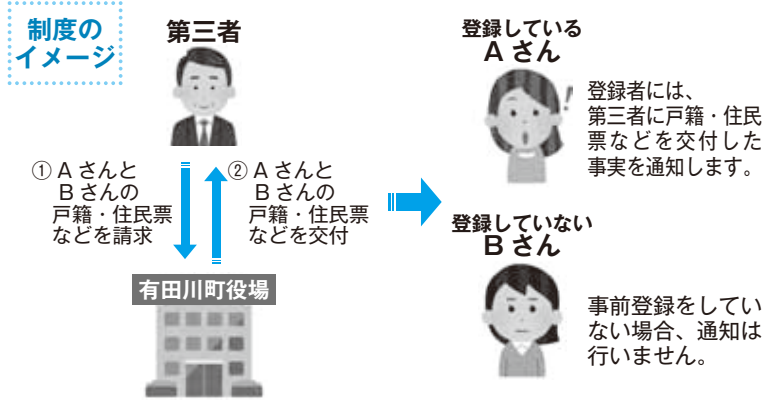 制度の
イメージ
第三者
① A さんと
B さんの
戸籍・住民票
などを請求
② A さんと
B さんの
戸籍・住民票
などを交付
有田川町役場
登録している
A さん
登録者には、
第三者に戸籍・住民
票などを交付した
事実を通知します。
登録していない
B さん
事前登録をしてい
ない場合、通知は
行いません。